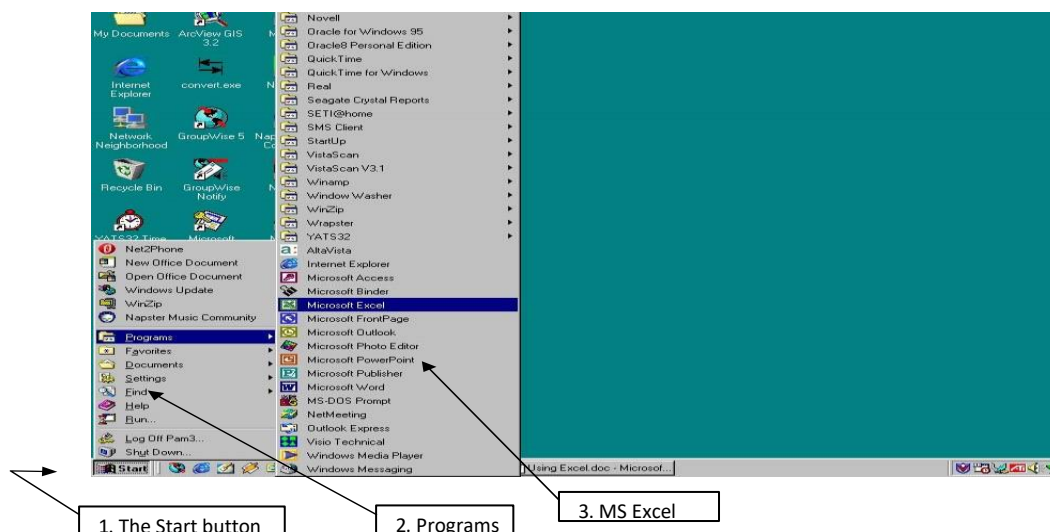 My Documents
ArcView GIS
3.2
Internet
Explorer
convert.exe
Network
Neighborhood
GroupWise 5
Nap
Recycle Bin
GroupWise
Notify
YATS32 Time
Microsoft
Novell
Oracle for Windows 95
Oracle8 Personal Edition
QuickTime
QuickTime for Windows
Real
Seagate Crystal Reports
SETI@home
SMS Client
StartUp
VistaScan
VistaScan V3.1
Winamp
Window Washer
WinZip
Wrapster
YATS32
AltaVista
Internet Explorer
Microsoft Access
Microsoft Binder
Microsoft Excel
Microsoft FrontPage
Microsoft Outlook
Microsoft Photo Editor
Microsoft PowerPoint
Microsoft Publisher
Microsoft Word
MS-DOS Prompt
NetMeeting
Outlook Express
Visio Technical
Windows Media Player
Windows Messaging
Net2Phone
New Office Document
Open Office Document
Windows Update
WinZip
Napster Music Community
Programs
Favorites
Documents
Settings
Find
Help
Run...
Log Off Pam3...
Shut Down...
Start
Using Excel.doc - Microsof...
1. The Start button
2. Programs
3. MS Excel